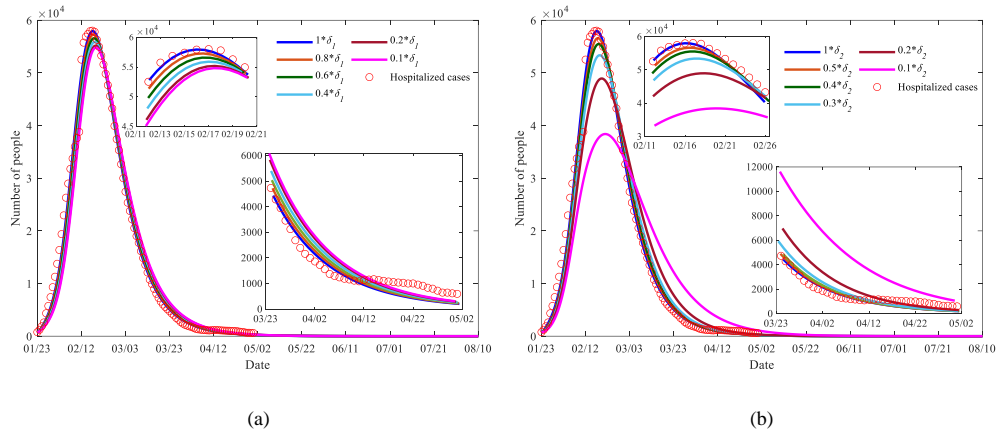 ×10⁴
6
5
4
3
2
1
0
Number of people
01/23 02/12 03/03 03/23 04/12 05/02 05/22 06/11 07/01 07/21 08/10
Date
×10⁴
6
5.5
5
4.5
02/11 02/13 02/15 02/17 02/19 02/21
1*δ₁ 0.2*δ₁
0.8*δ₁ 0.1*δ₁
0.6*δ₁ Hospitalized cases
0.4*δ₁
6000
5000
4000
3000
2000
1000
0
03/23 04/02 04/12 04/22 05/02
(a)
×10⁴
6
5
4
3
2
1
0
Number of people
01/23 02/12 03/03 03/23 04/12 05/02 05/22 06/11 07/01 07/21 08/10
Date
×10⁴
6
5
4
3
02/11 02/16 02/21 02/26
1*δ₂ 0.2*δ₂
0.5*δ₂ 0.1*δ₂
0.4*δ₂ Hospitalized cases
0.3*δ₂
12000
10000
8000
6000
4000
2000
0
03/23 04/02 04/12 04/22 05/02
(b)